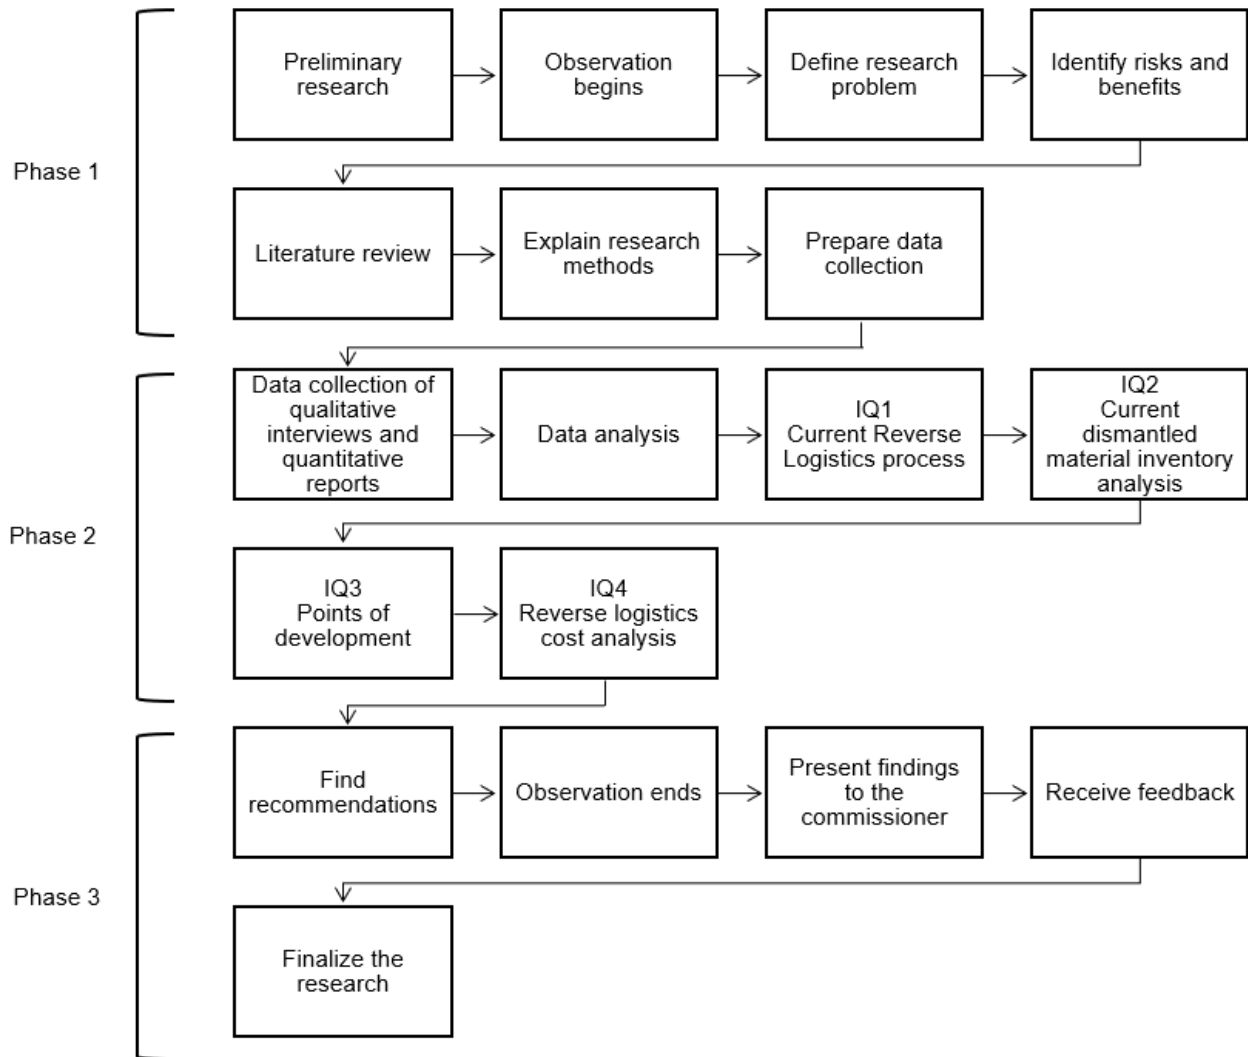 Preliminary
research
Observation
begins
Define research
problem
Identify risks and
benefits
Phase 1
Literature review
Explain research
methods
Prepare data
collection
Data collection of
qualitative
interviews and
quantitative
reports
Data analysis
IQ1
Current Reverse
Logistics process
IQ2
Current
dismantled
material inventory
analysis
Phase 2
IQ3
Points of
development
IQ4
Reverse logistics
cost analysis
Find
recommendations
Observation ends
Present findings
to the
commissioner
Receive feedback
Phase 3
Finalize the
research